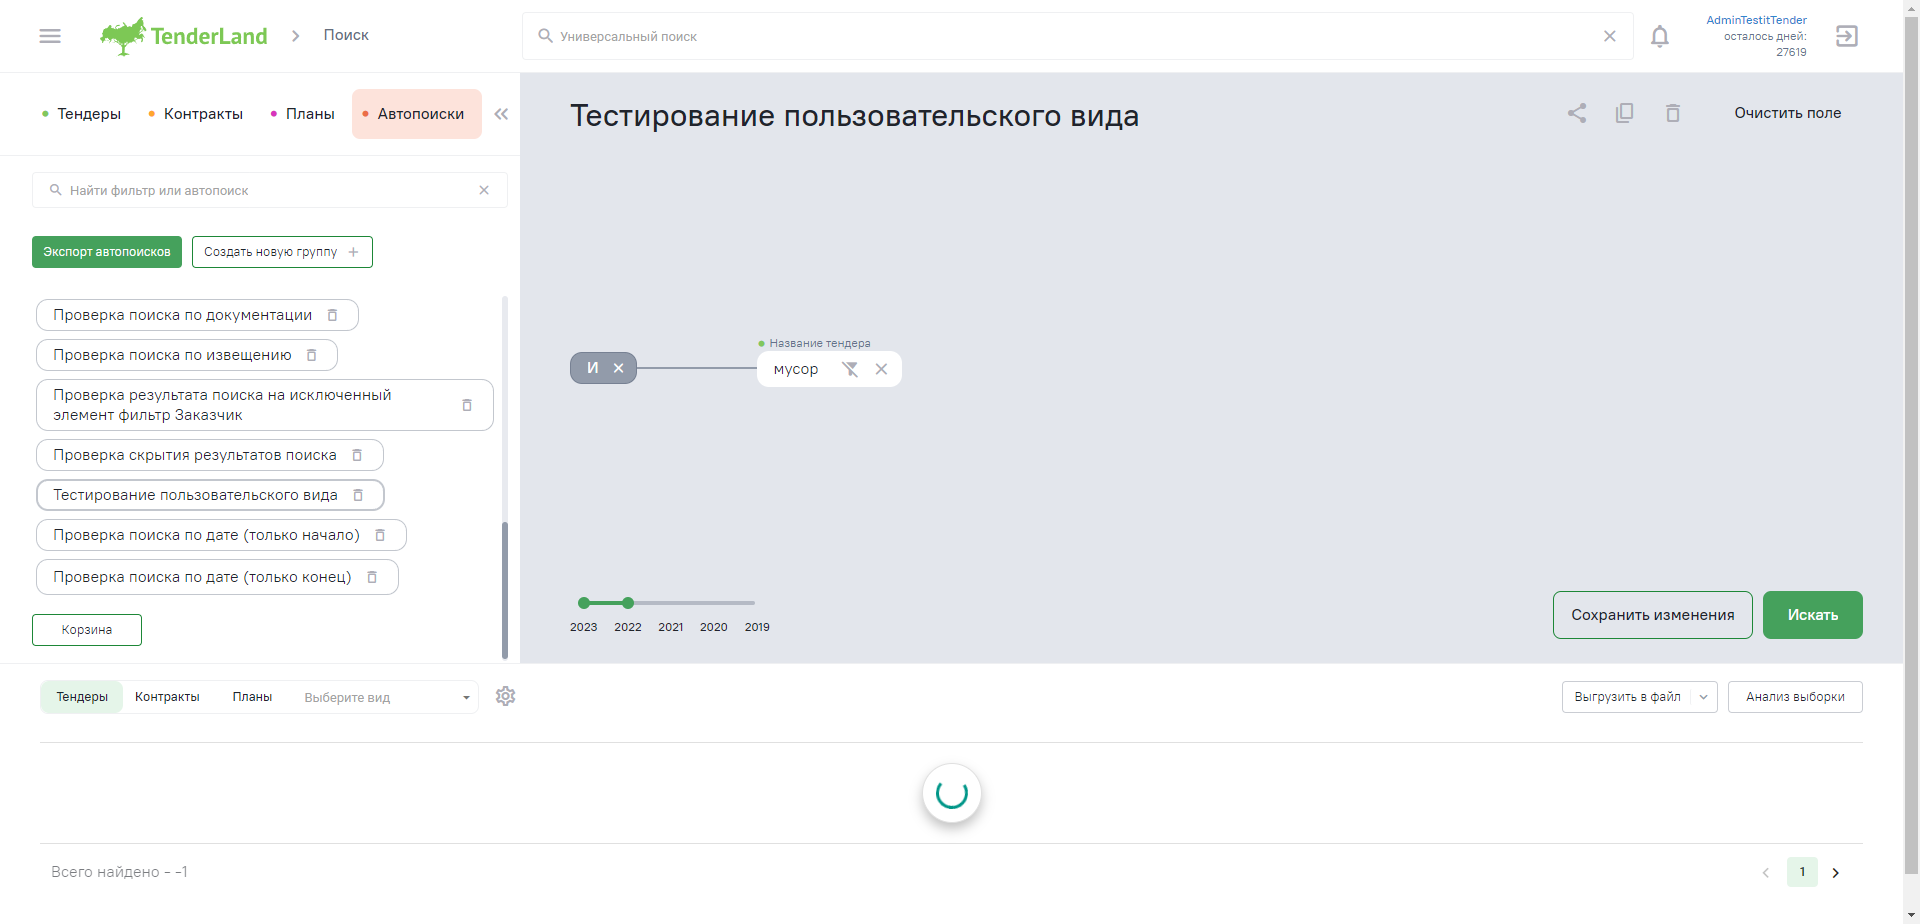 TenderLand
Поиск
Универсальный поиск
AdminTestitTender
осталось дней:
27619
Тендеры
Контракты
Планы
Автопоиски
Тестирование пользовательского вида
Очистить поле
Найти фильтр или автопоиск
Экспорт автопоисков
Создать новую группу
Проверка поиска по документации
Проверка поиска по извещению
Проверка результата поиска на исключенный
элемент фильтр Заказчик
Проверка скрытия результатов поиска
Тестирование пользовательского вида
Проверка поиска по дате (только начало)
Проверка поиска по дате (только конец)
Корзина
Название тендера
И
мусор
2023
2022
2021
2020
2019
Сохранить изменения
Искать
Тендеры
Контракты
Планы
Выберите вид
Выгрузить в файл
Анализ выборки
Всего найдено - -1
1